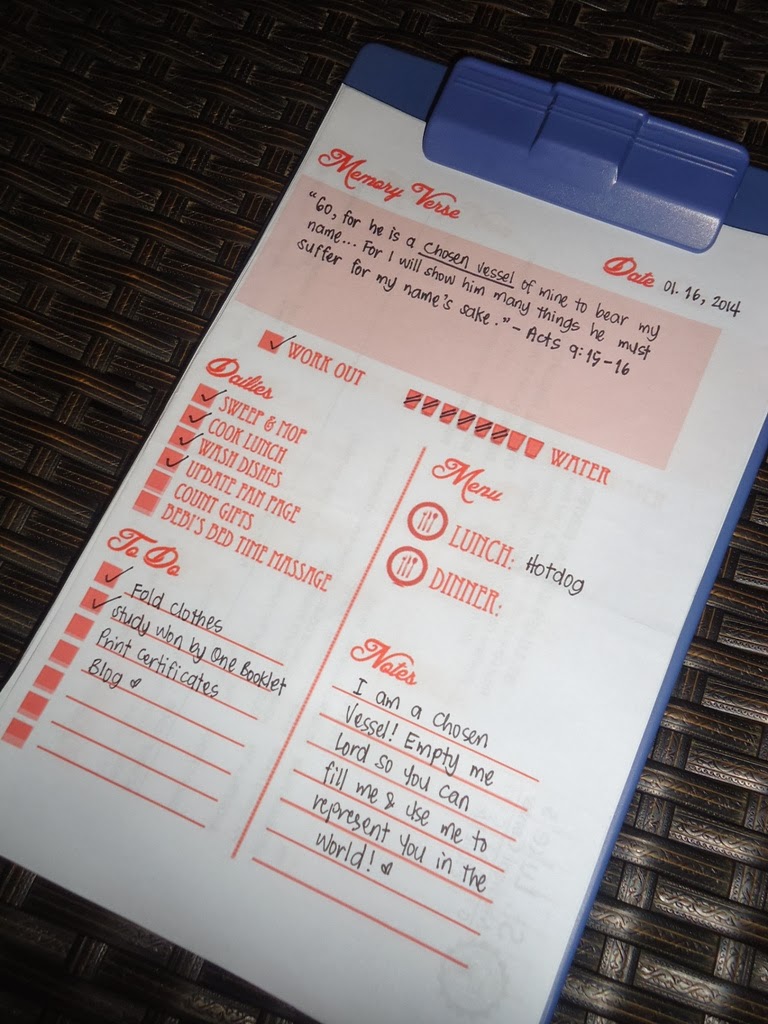 Memory Verse
"Go, for he is a chosen vessel of mine to bear my
name... For I will show him many things he must
suffer for my name's sake." - Acts 9:15-16
Date 01. 16, 2014
WORK OUT
WATER
Dailies
SWEEP & MOP
COOK LUNCH
WASH DISHES
UPDATE FAN PAGE
COUNT GIFTS
DEBI'S BED TIME MASSAGE
To Do
Fold clothes
Study Won by One Booklet
Print Certificates
Blog
Menu
LUNCH: Hotdog
DINNER:
Notes
I am a chosen
Vessel! Empty me
Lord so You can
fill me & use me to
represent You in the
world!